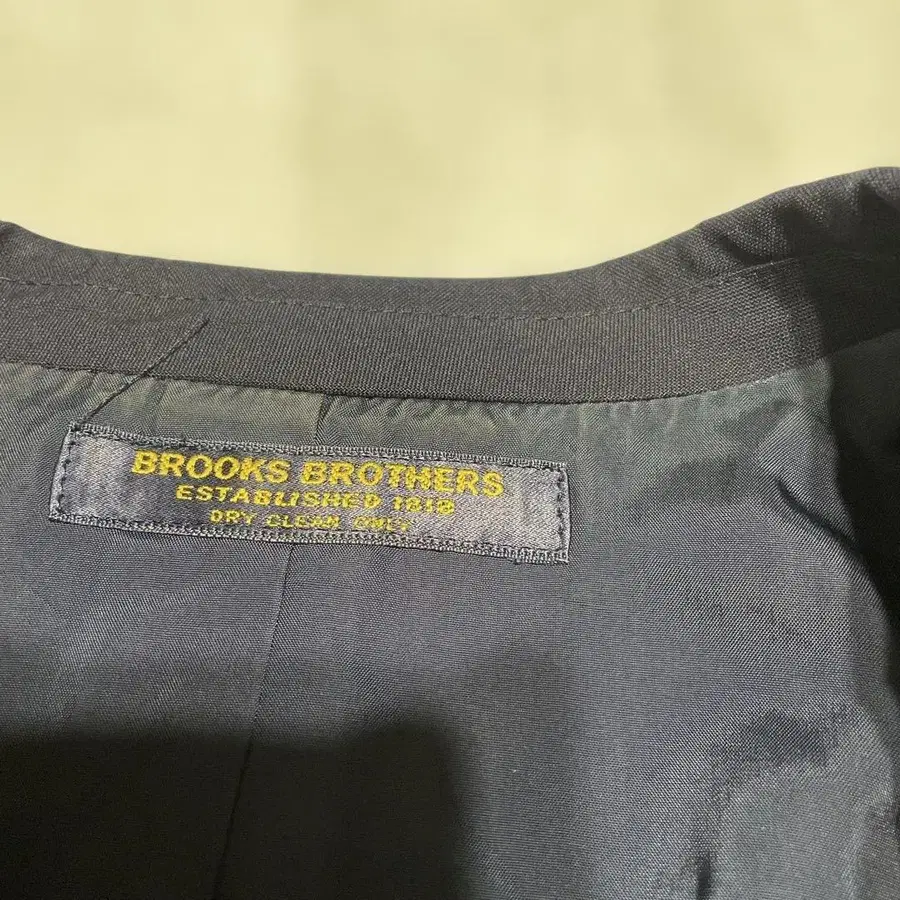 BROOKS BROTHERS
ESTABLISHED 1818
DRY CLEAN ONLY